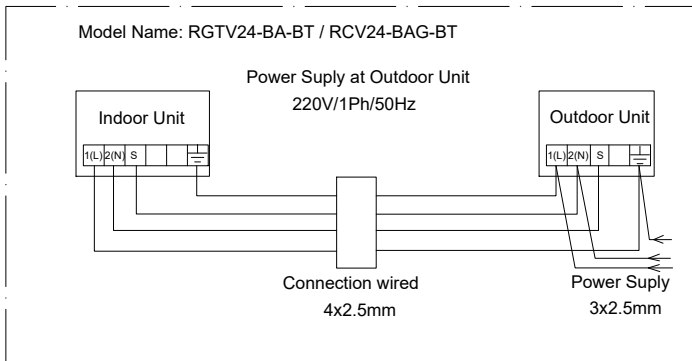 Model Name: RGTV24-BA-BT / RCV24-BAG-BT
Power Suply at Outdoor Unit
220V/1Ph/50Hz
Indoor Unit
Outdoor Unit
1(L) 2(N) S
1(L) 2(N) S
Connection wired
4x2.5mm
Power Suply
3x2.5mm